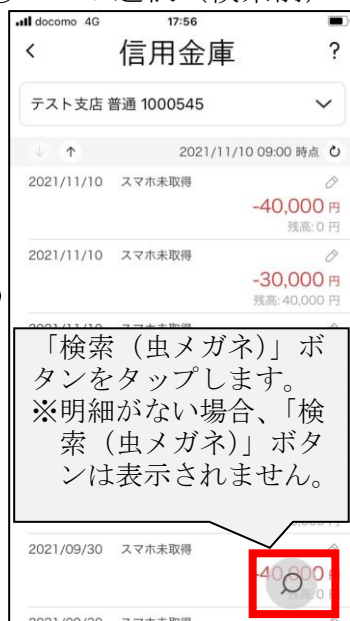 docomo 4G 17:56
< 信用金庫 ?
テスト支店 普通 1000545
↓ ↑ 2021/11/10 09:00 時点
2021/11/10 スマホ未取得
-40,000 円
残高: 0 円
2021/11/10 スマホ未取得
-30,000 円
残高: 40,000 円
「検索(虫メガネ)」ボ
タンをタップします。
※明細がない場合、「検
索(虫メガネ)」ボタ
ンは表示されません。
2021/09/30 スマホ未取得
-40,000